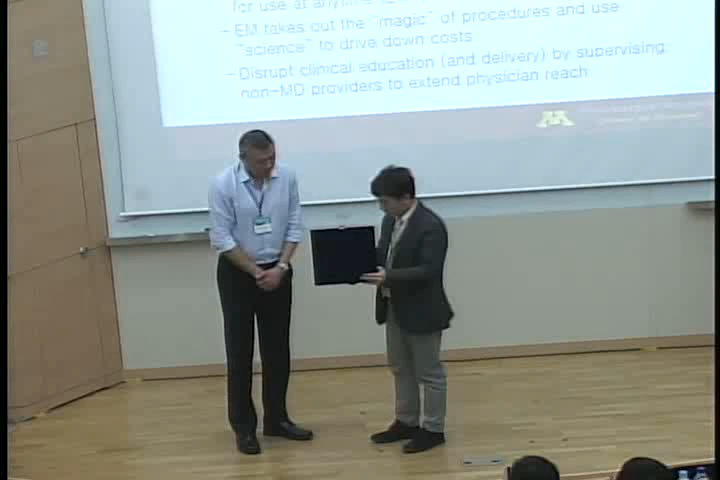 for use at anytime
– EM takes out the "magic" of procedures and use
"science" to drive down costs
– Disrupt clinical education (and delivery) by supervising
non-MD providers to extend physician reach
M